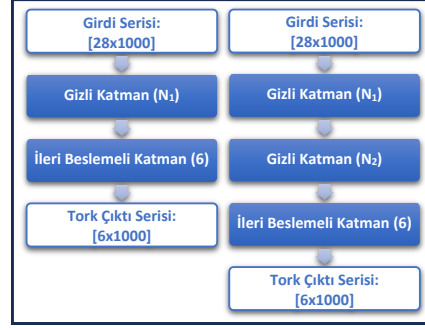 Girdi Serisi:
[28x1000]
Gizli Katman (N₁)
İleri Beslemeli Katman (6)
Tork Çıktı Serisi:
[6x1000]
Girdi Serisi:
[28x1000]
Gizli Katman (N₁)
Gizli Katman (N₂)
İleri Beslemeli Katman (6)
Tork Çıktı Serisi:
[6x1000]